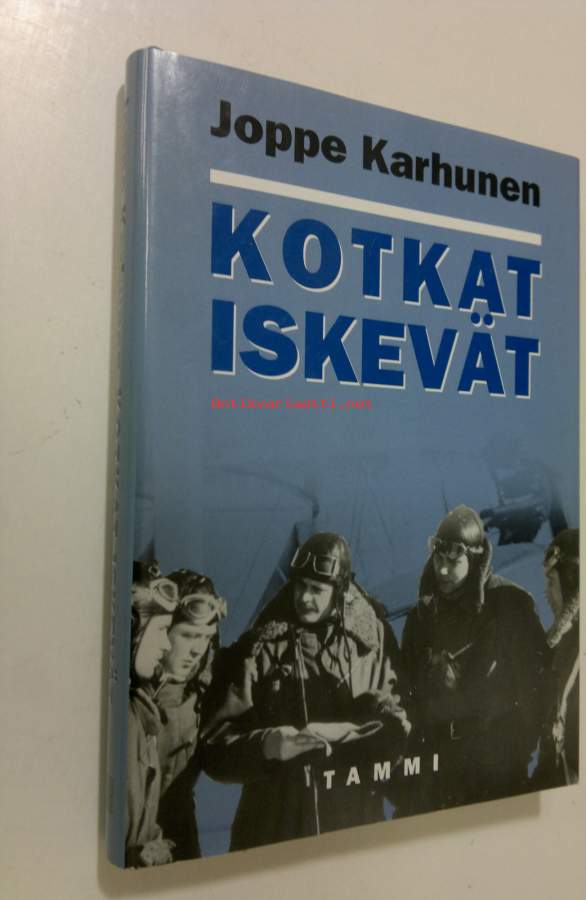 Joppe Karhunen
KOTKAT
ISKEVÄT
Antikvariaatti.net
TAMMI